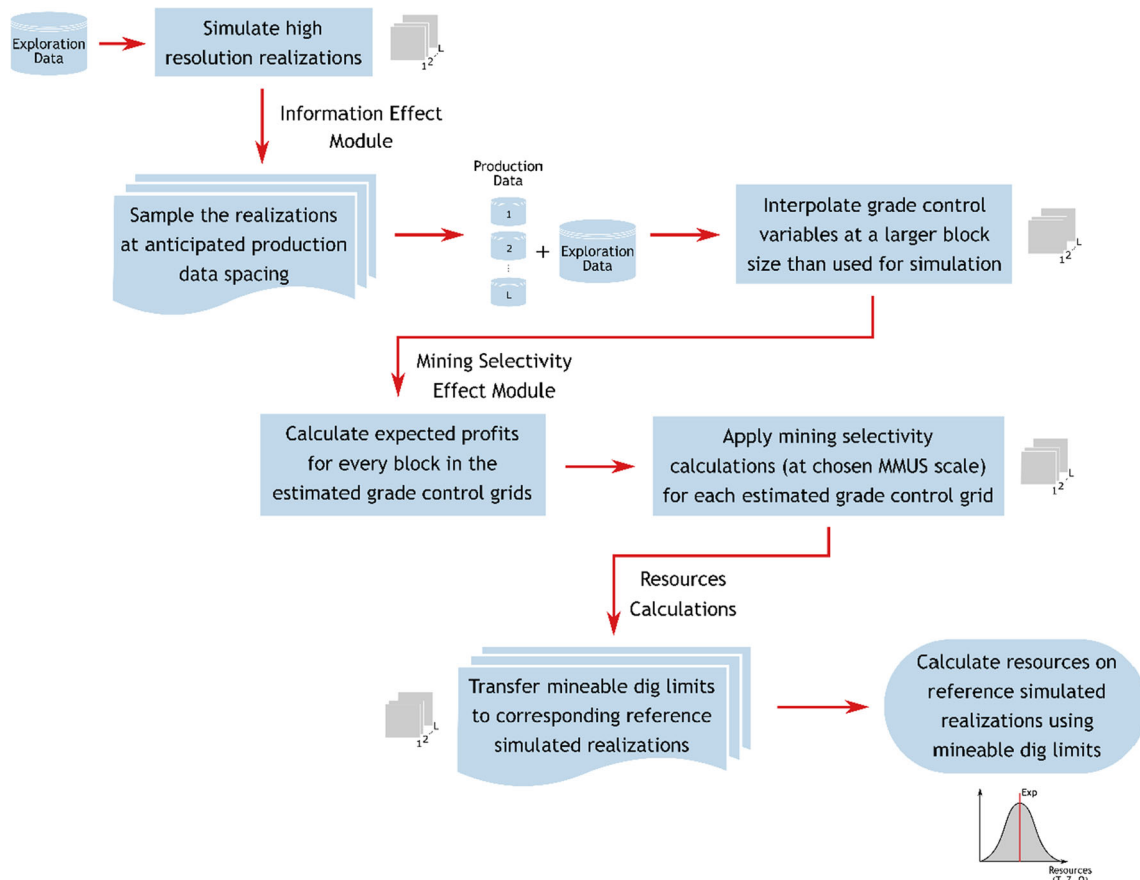 Exploration
Data
Simulate high
resolution realizations
1 2 L
Information Effect
Module
Sample the realizations
at anticipated production
data spacing
Production
Data
1
2
L
+
Exploration
Data
Interpolate grade control
variables at a larger block
size than used for simulation
1 2 L
Mining Selectivity
Effect Module
Calculate expected profits
for every block in the
estimated grade control grids
Apply mining selectivity
calculations (at chosen MMUS scale)
for each estimated grade control grid
1 2 L
Resources
Calculations
1 2 L
Transfer mineable dig limits
to corresponding reference
simulated realizations
Calculate resources on
reference simulated
realizations using
mineable dig limits
Exp
Resources